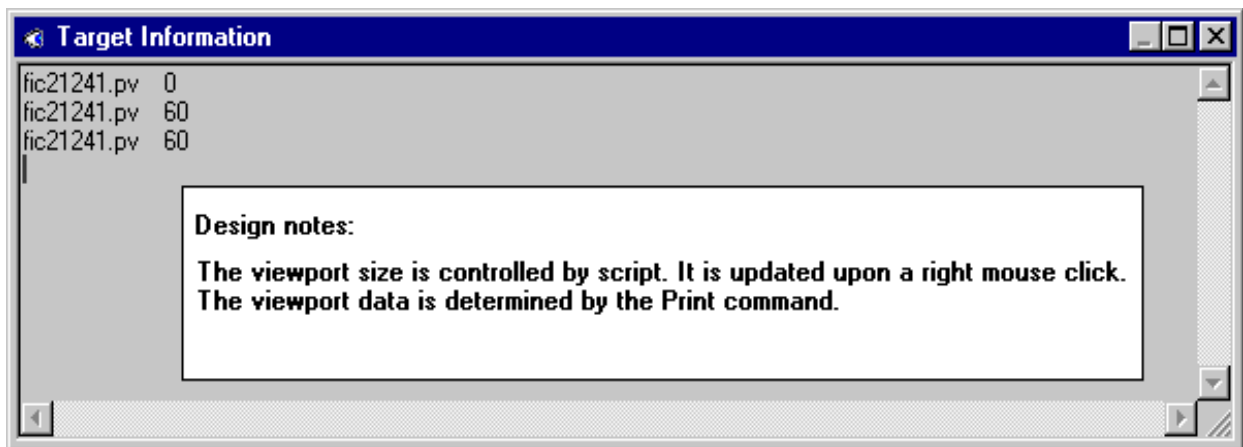 Target Information
fic21241.pv 0
fic21241.pv 60
fic21241.pv 60
Design notes:
The viewport size is controlled by script. It is updated upon a right mouse click.
The viewport data is determined by the Print command.